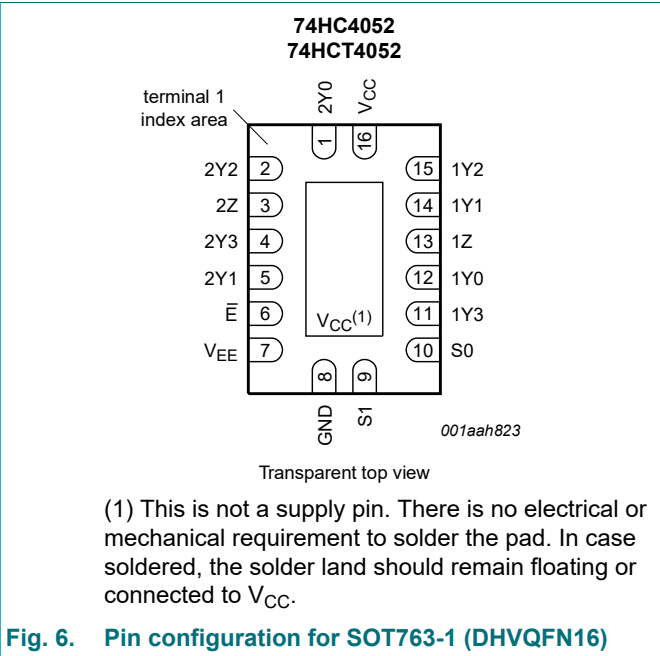 74HC4052
74HCT4052
terminal 1
index area
2Y0
VCC
1
16
2Y2 2
15 1Y2
2Z 3
14 1Y1
2Y3 4
13 1Z
2Y1 5
12 1Y0
E̅ 6
11 1Y3
VEE 7
10 S0
VCC(1)
8
9
GND
S1
001aah823
Transparent top view
(1) This is not a supply pin. There is no electrical or
mechanical requirement to solder the pad. In case
soldered, the solder land should remain floating or
connected to VCC.
Fig. 6. Pin configuration for SOT763-1 (DHVQFN16)